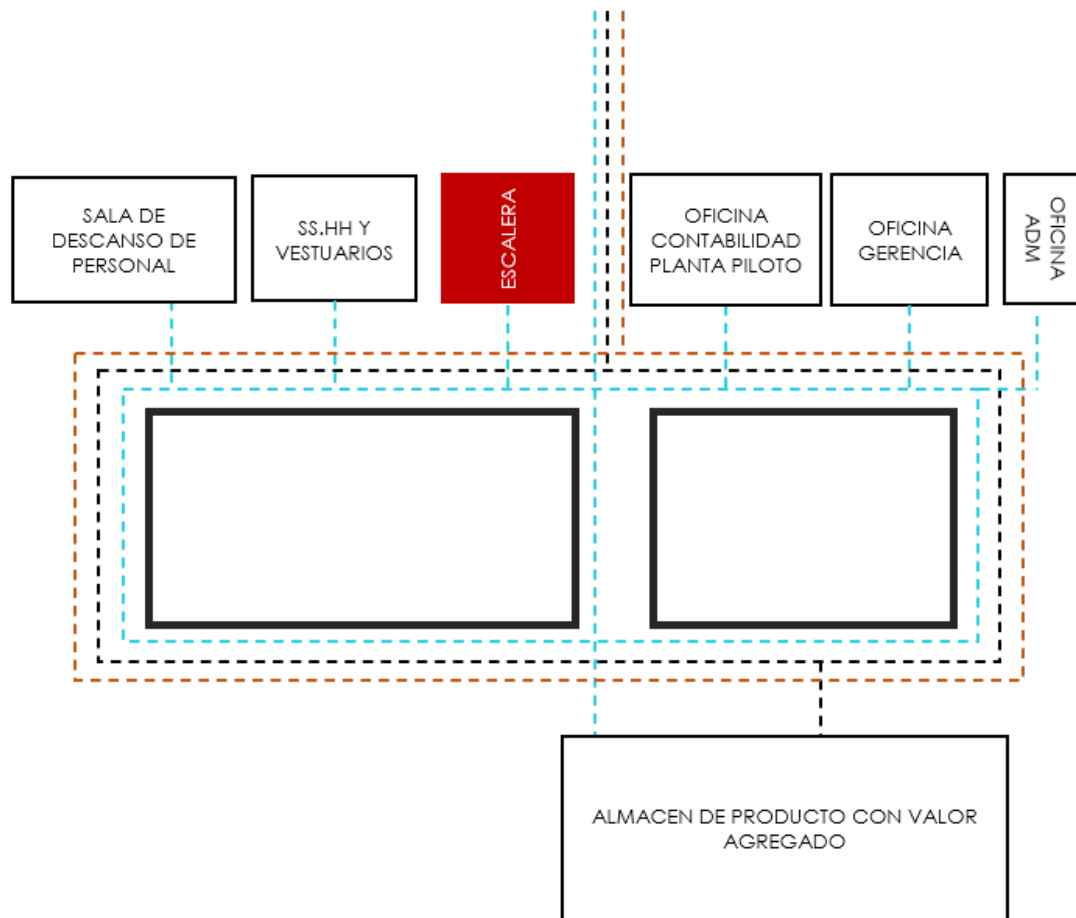 SALA DE
DESCANSO DE
PERSONAL
SS.HH Y
VESTUARIOS
ESCALERA
OFICINA
CONTABILIDAD
PLANTA PILOTO
OFICINA
GERENCIA
OFICINA
ADM
ALMACEN DE PRODUCTO CON VALOR
AGREGADO